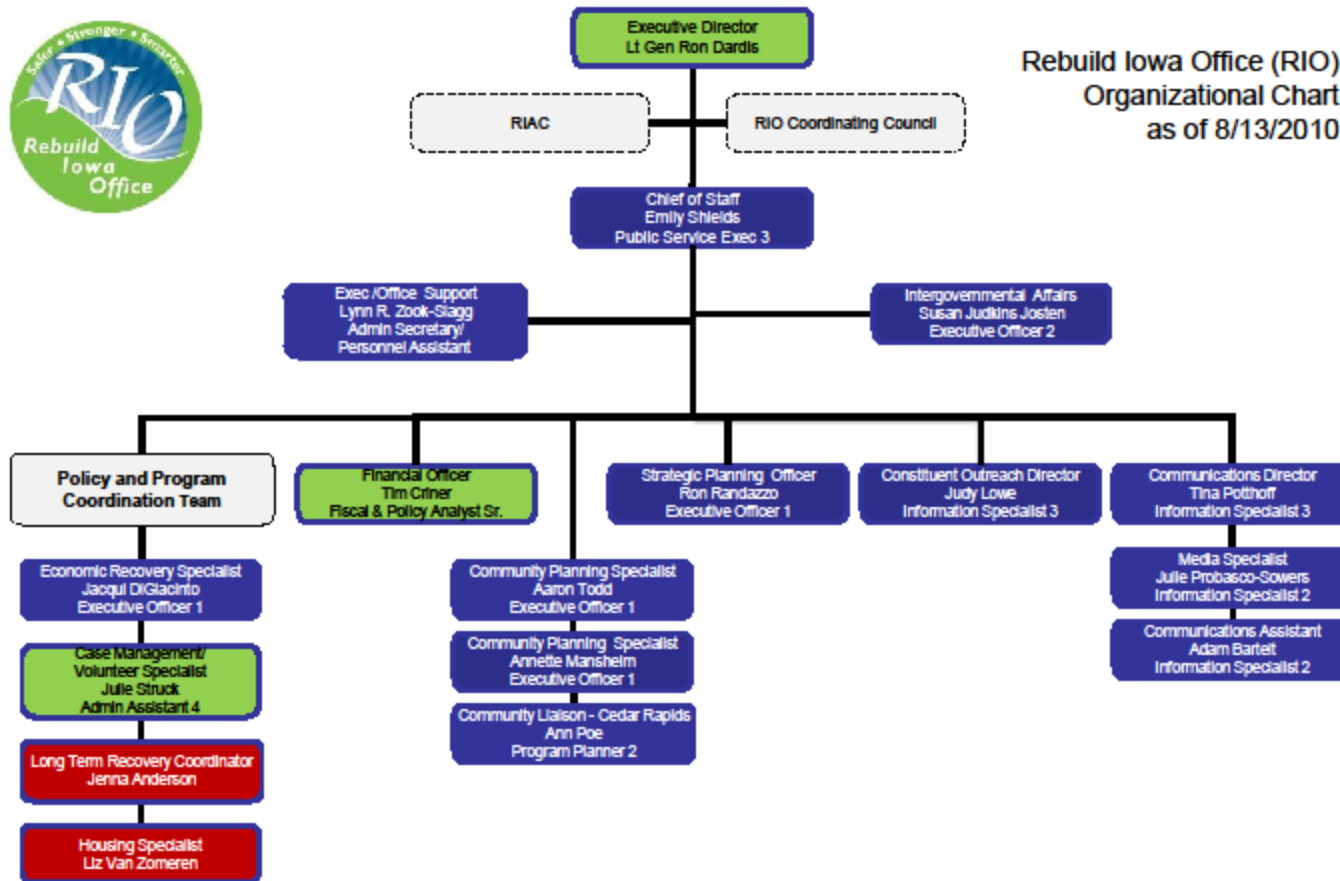 Safer • Stronger • Smarter
RIO
Rebuild
Iowa
Office
Rebuild Iowa Office (RIO)
Organizational Chart
as of 8/13/2010
Executive Director
Lt Gen Ron Dardis
RIAC
RIO Coordinating Council
Chief of Staff
Emily Shields
Public Service Exec 3
Exec /Office Support
Lynn R. Zook-Slagg
Admin Secretary/
Personnel Assistant
Intergovernmental Affairs
Susan Judkins Josten
Executive Officer 2
Policy and Program
Coordination Team
Financial Officer
Tim Criner
Fiscal & Policy Analyst Sr.
Strategic Planning Officer
Ron Randazzo
Executive Officer 1
Constituent Outreach Director
Judy Lowe
Information Specialist 3
Communications Director
Tina Potthoff
Information Specialist 3
Economic Recovery Specialist
Jacqui DiGiacinto
Executive Officer 1
Community Planning Specialist
Aaron Todd
Executive Officer 1
Media Specialist
Julie Probasco-Sowers
Information Specialist 2
Case Management/
Volunteer Specialist
Julie Struck
Admin Assistant 4
Community Planning Specialist
Annette Mansheim
Executive Officer 1
Communications Assistant
Adam Bartelt
Information Specialist 2
Community Liaison - Cedar Rapids
Ann Poe
Program Planner 2
Long Term Recovery Coordinator
Jenna Anderson
Housing Specialist
Liz Van Zomeren